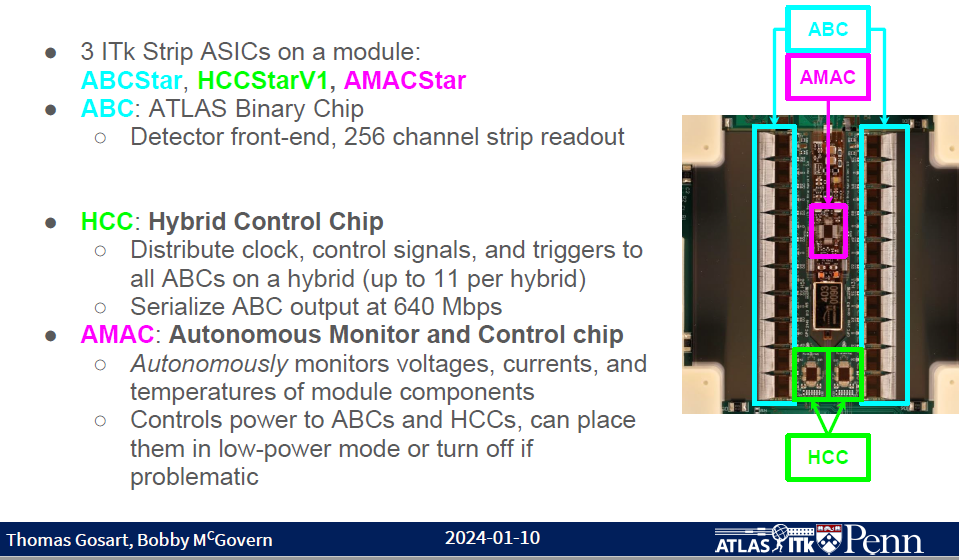 ● 3 ITk Strip ASICs on a module:
ABCStar, HCCStarV1, AMACStar
● ABC: ATLAS Binary Chip
○ Detector front-end, 256 channel strip readout
● HCC: Hybrid Control Chip
○ Distribute clock, control signals, and triggers to
all ABCs on a hybrid (up to 11 per hybrid)
○ Serialize ABC output at 640 Mbps
● AMAC: Autonomous Monitor and Control chip
○ Autonomously monitors voltages, currents, and
temperatures of module components
○ Controls power to ABCs and HCCs, can place
them in low-power mode or turn off if
problematic
ABC
AMAC
403
0090
HCC
Thomas Gosart, Bobby McGovern
2024-01-10
ATLAS ITk Penn